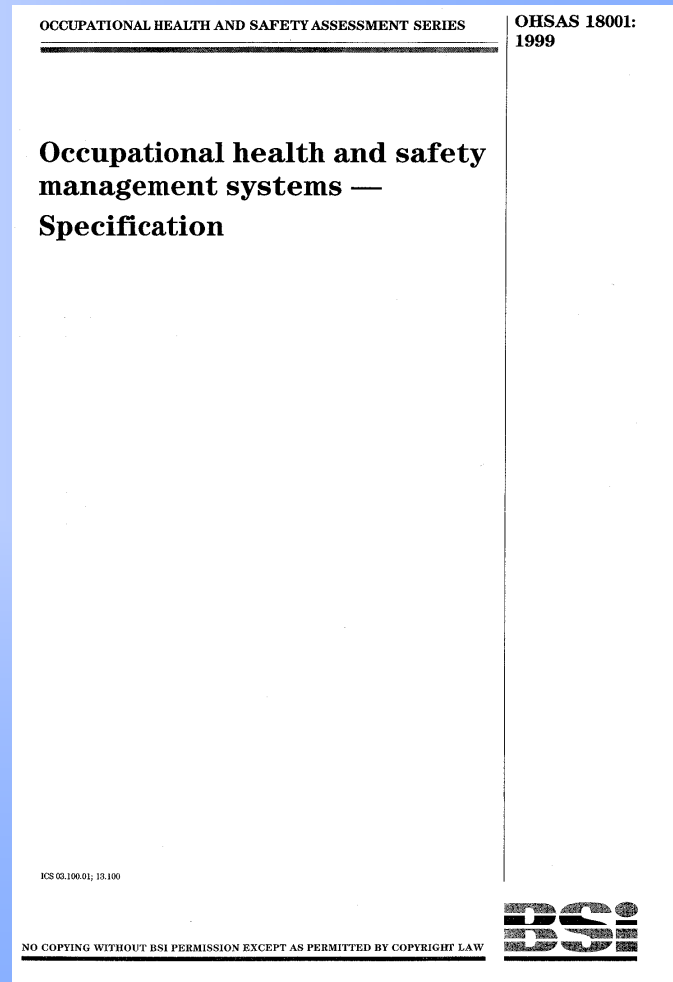 OCCUPATIONAL HEALTH AND SAFETY ASSESSMENT SERIES
OHSAS 18001:
1999
Occupational health and safety
management systems —
Specification
ICS 03.100.01; 13.100
BSi
NO COPYING WITHOUT BSI PERMISSION EXCEPT AS PERMITTED BY COPYRIGHT LAW